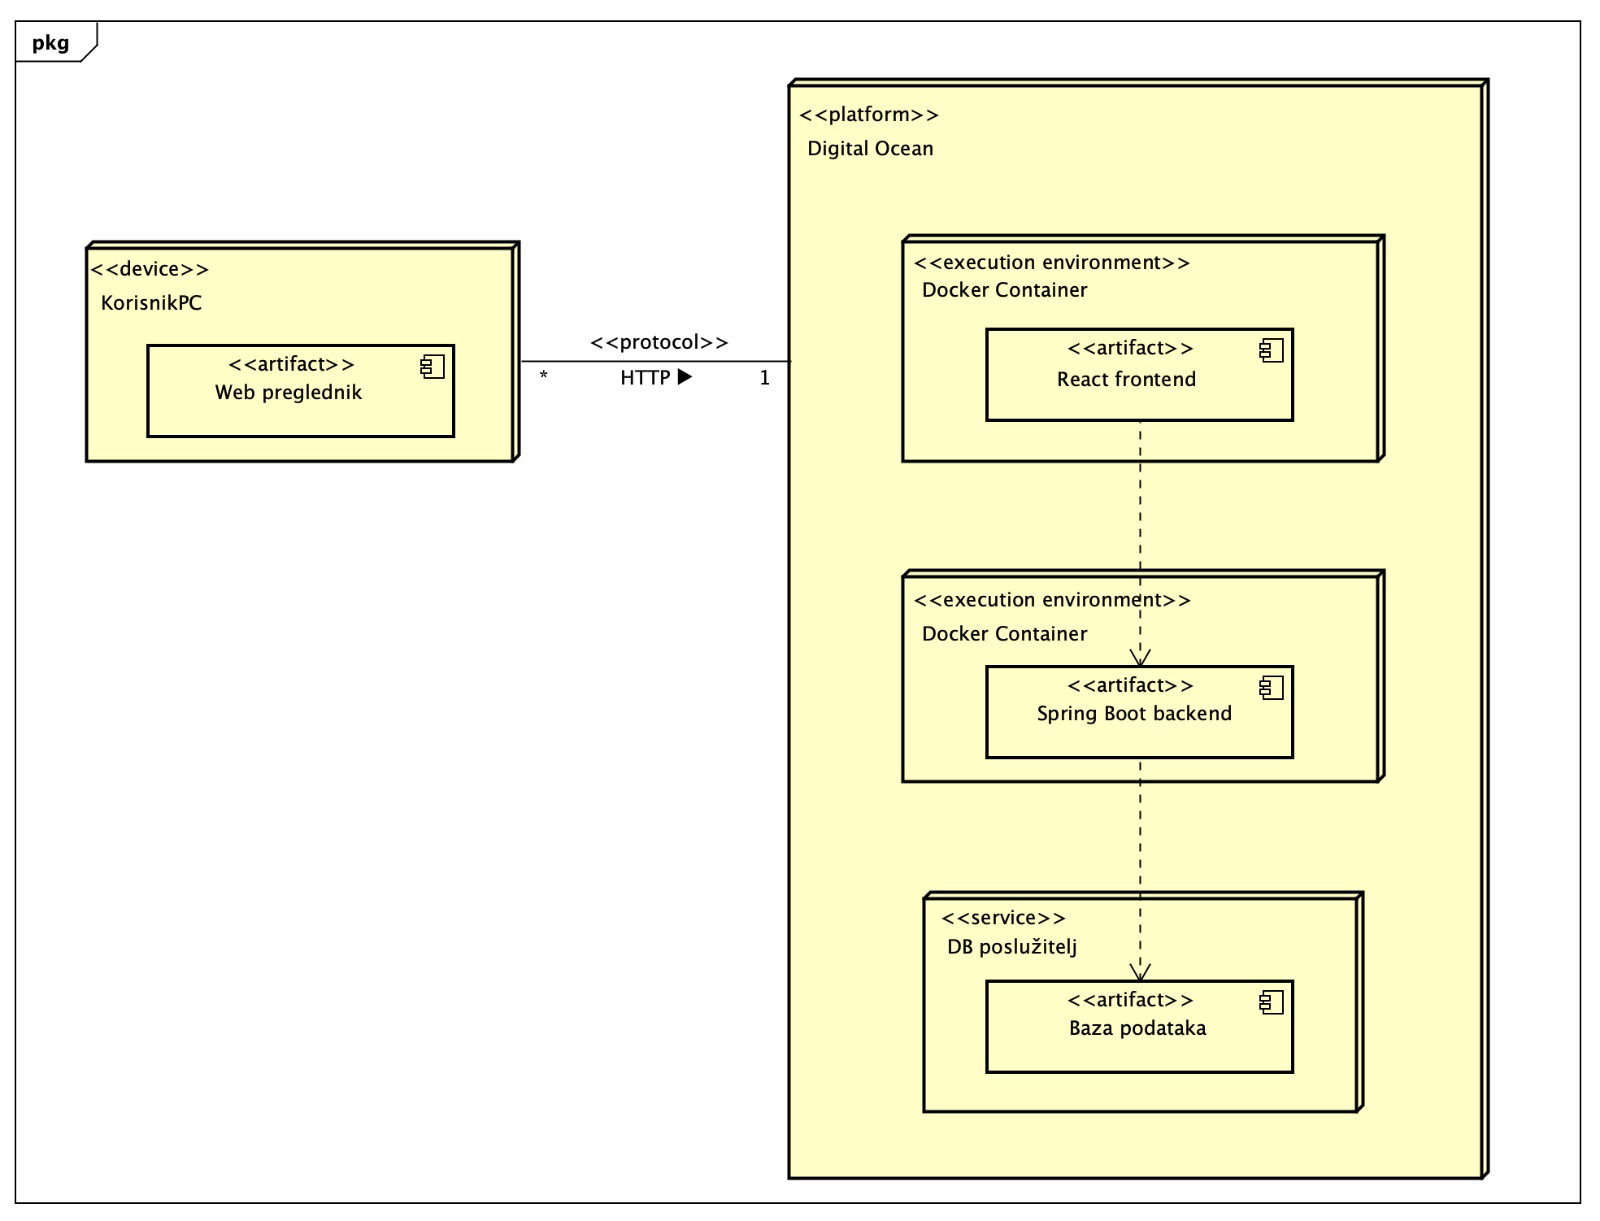 pkg
<<platform>>
Digital Ocean
<<device>>
KorisnikPC
<<artifact>>
Web preglednik
<<protocol>>
*
HTTP ▶
1
<<execution environment>>
Docker Container
<<artifact>>
React frontend
<<execution environment>>
Docker Container
<<artifact>>
Spring Boot backend
<<service>>
DB poslužitelj
<<artifact>>
Baza podataka